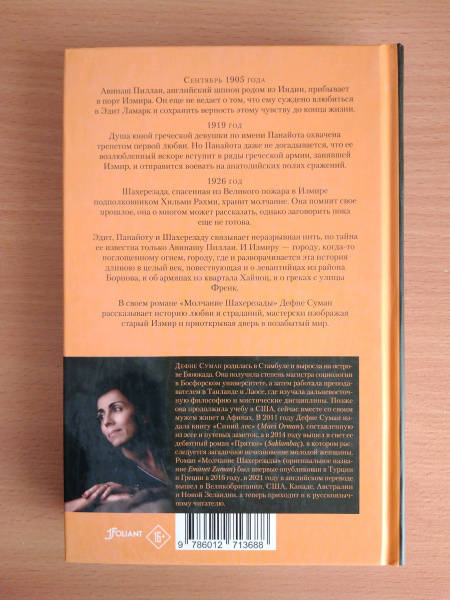 Сентябрь 1905 года
Авинаш Пиллаи, английский шпион родом из Индии, прибывает
в порт Измира. Он еще не ведает о том, что ему суждено влюбиться
в Эдит Ламарк и сохранить верность этому чувству до конца жизни.
1919 год
Душа юной греческой девушки по имени Панайота охвачена
трепетом первой любви. Но Панайота даже не догадывается, что ее
возлюбленный вскоре вступит в ряды греческой армии, занявшей
Измир, и отправится воевать на анатолийских полях сражений.
1926 год
Шахерезада, спасенная из Великого пожара в Измире
подполковником Хильми Рахми, хранит молчание. Она помнит свое
прошлое, она о многом может рассказать, однако заговорить пока
еще не готова.
Эдит, Панайоту и Шахерезаду связывает неразрывная нить, но тайна
ее известна только Авинашу Пиллаи. И Измиру — городу, когда-то
поглощенному огнем, городу, где и разворачивается эта история
длиною в целый век, повествующая и о левантийцах из района
Борнова, и об армянах из квартала Хайноц, и о греках с улицы
Френк.
В своем романе «Молчание Шахерезады» Дефне Суман
рассказывает историю любви и страданий, мастерски изображая
старый Измир и приоткрывая дверь в позабытый мир.
Дефне Суман родилась в Стамбуле и выросла на остро-
ве Бююкада. Она получила степень магистра социологии
в Босфорском университете, а затем работала препода-
вателем в Таиланде и Лаосе, где изучала дальневосточ-
ную философию и мистические дисциплины. Позже
она продолжила учебу в США, сейчас вместе со своим
мужем живет в Афинах. В 2011 году Дефне Суман из-
дала книгу «Синий лес» (Mavi Orman), составленную
из эссе и путевых заметок, а в 2014 году вышел в свет ее
дебютный роман «Прятки» (Saklambaç), в котором рас-
следуется загадочное исчезновение молодой женщины.
Роман «Молчание Шахерезады» (оригинальное назва-
ние Emanet Zaman) был впервые опубликован в Турции
и Греции в 2016 году, в 2021 году в английском переводе
вышел в Великобритании, США, Канаде, Австралии
и Новой Зеландии, а теперь приходит и к русскоязыч-
ному читателю.
FOLIANT
16+
9 786012 713688